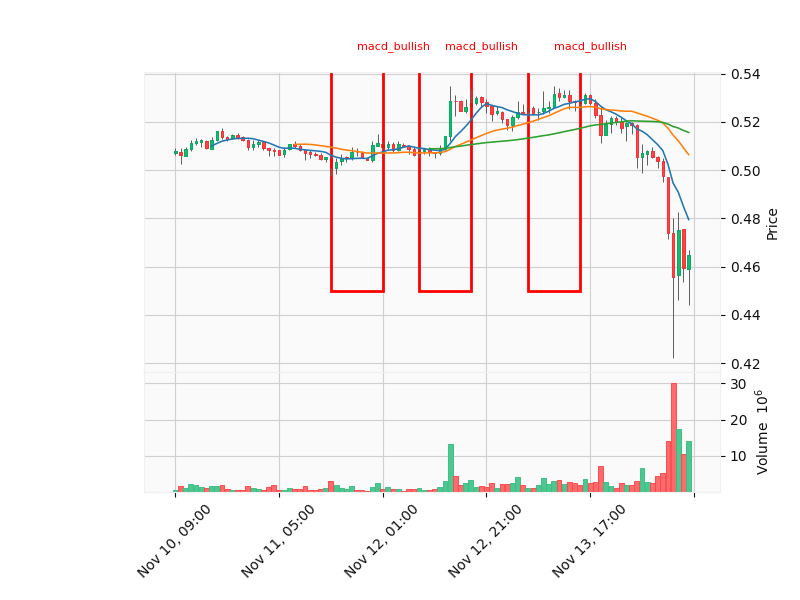 macd_bullish macd_bullish macd_bullish
0.54
0.52
0.50
0.48
0.46
0.44
0.42
Price
30
20
10
Volume 10^6
Nov 10, 09:00
Nov 11, 05:00
Nov 12, 01:00
Nov 12, 21:00
Nov 13, 17:00